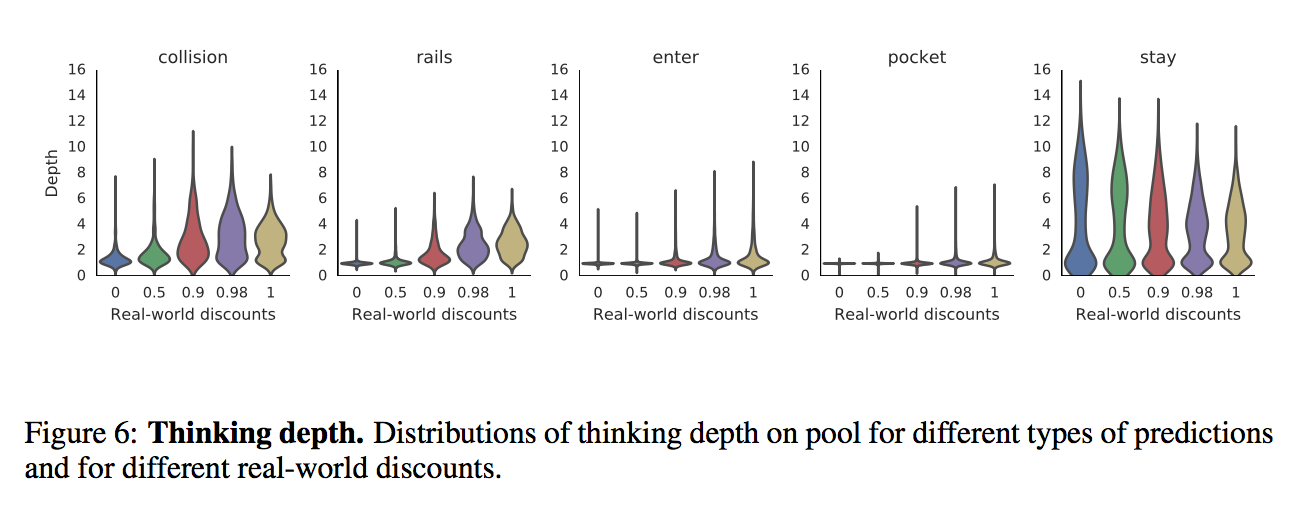 collision rails enter pocket stay
16 16 16 16 16
14 14 14 14 14
12 12 12 12 12
10 10 10 10 10
Depth
8 8 8 8 8
6 6 6 6 6
4 4 4 4 4
2 2 2 2 2
0 0 0 0 0
0 0.5 0.9 0.98 1 0 0.5 0.9 0.98 1 0 0.5 0.9 0.98 1 0 0.5 0.9 0.98 1 0 0.5 0.9 0.98 1
Real-world discounts Real-world discounts Real-world discounts Real-world discounts Real-world discounts
Figure 6: Thinking depth. Distributions of thinking depth on pool for different types of predictions
and for different real-world discounts.